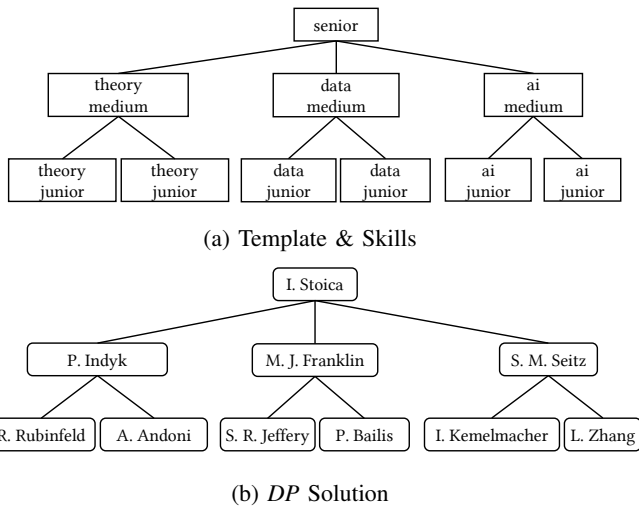 senior
theory
medium
data
medium
ai
medium
theory
junior
theory
junior
data
junior
data
junior
ai
junior
ai
junior
(a) Template & Skills
I. Stoica
P. Indyk
M. J. Franklin
S. M. Seitz
R. Rubinfeld
A. Andoni
S. R. Jeffery
P. Bailis
I. Kemelmacher
L. Zhang
(b) DP Solution